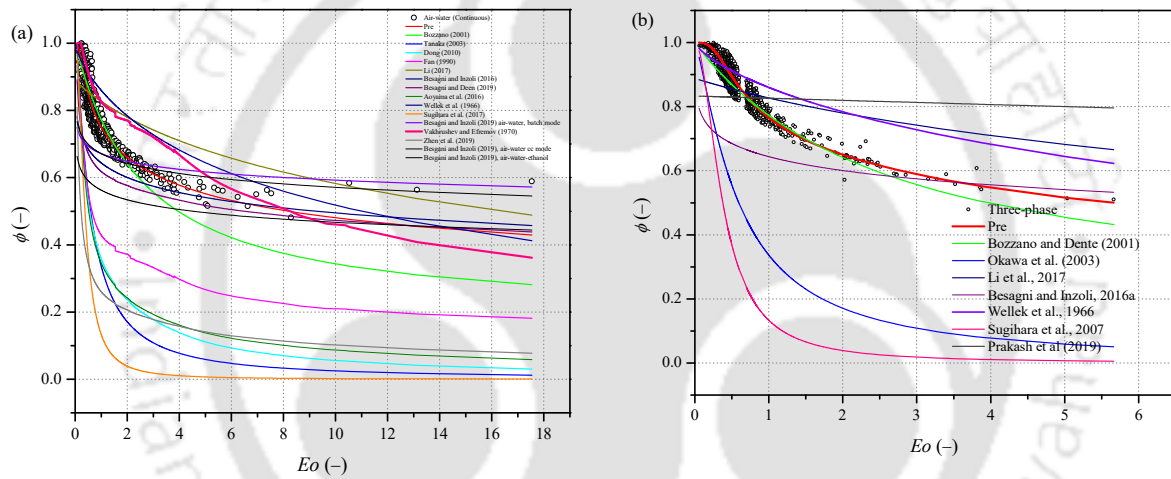 (a)
1.0
0.8
0.6
0.4
0.2
0.0
ϕ (−)
0 2 4 6 8 10 12 14 16 18
Eo (−)
Air-water (Continuous)
Pre
Bozzano (2001)
Tanaka (2003)
Dong (2010)
Fan (1990)
Li (2017)
Besagni and Inzoli (2016)
Besagni and Deen (2019)
Aoyama et al. (2016)
Wellek et al. (1966)
Sugihara et al. (2017)
Besagni and Inzoli (2019) air-water, batch mode
Vakhrushev and Efremov (1970)
Zhen et al. (2019)
Besgani and Inzoli (2019), air-water cc mode
Besgini and Inzoli (2019), air-water-ethanol
(b)
1.0
0.8
0.6
0.4
0.2
0.0
ϕ (−)
0 1 2 3 4 5 6
Eo (−)
Three-phase
Pre
Bozzano and Dente (2001)
Okawa et al. (2003)
Li et al., 2017
Besagni and Inzoli, 2016a
Wellek et al., 1966
Sugihara et al., 2007
Prakash et al (2019)